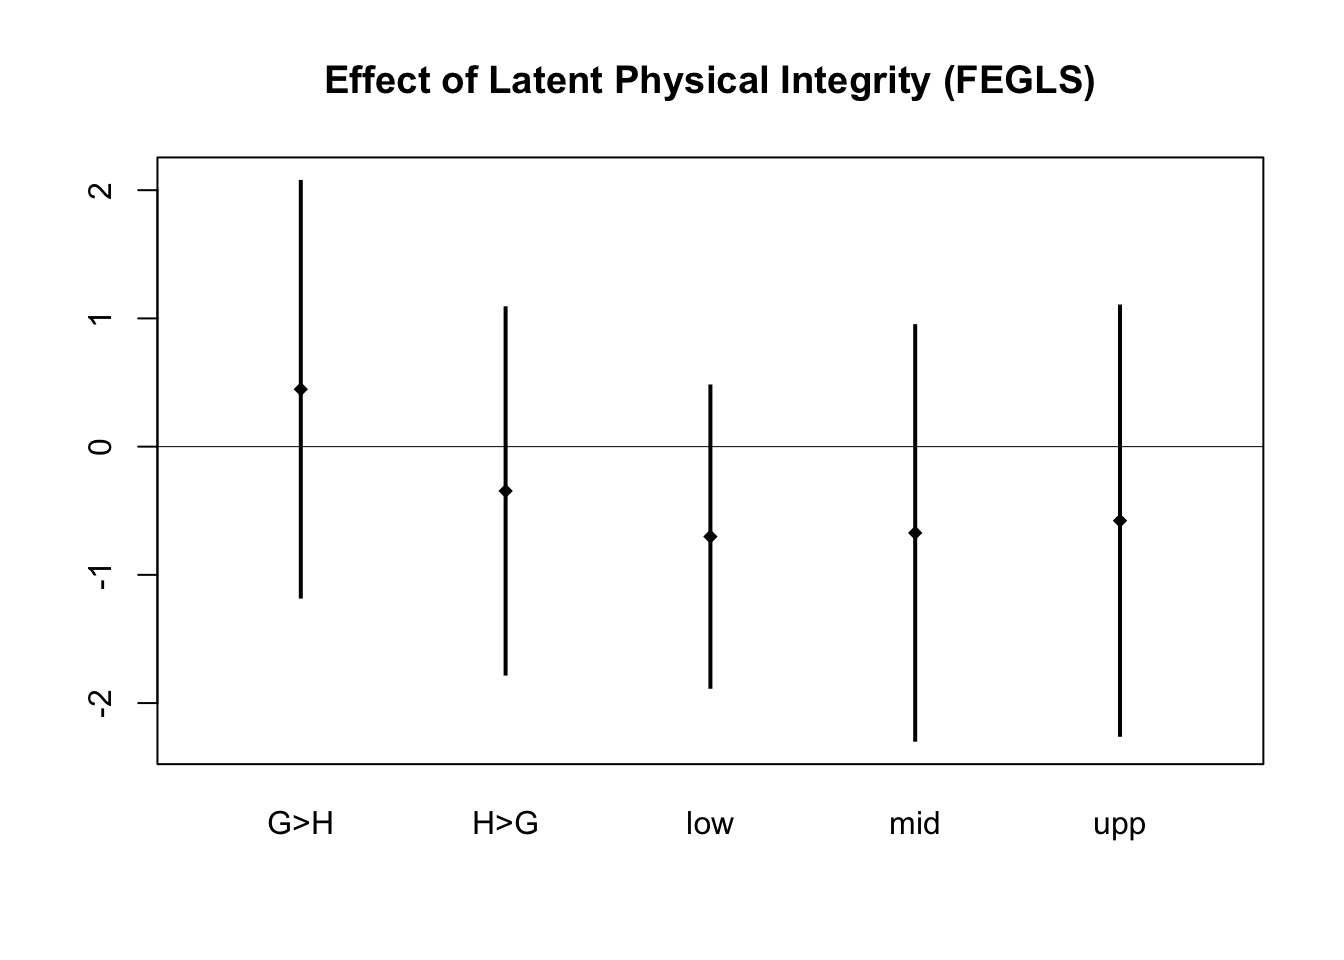 Effect of Latent Physical Integrity (FEGLS)
2
1
0
-1
-2
G>H H>G low mid upp